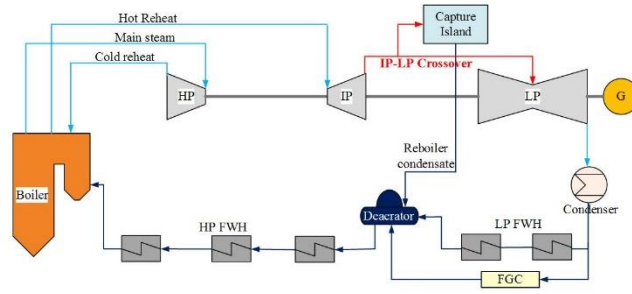 Hot Reheat
Capture
Island
Main steam
Cold reheat
IP-LP Crossover
HP
IP
LP
G
Reboiler
condensate
Boiler
Deaerator
Condenser
HP FWH
LP FWH
FGC